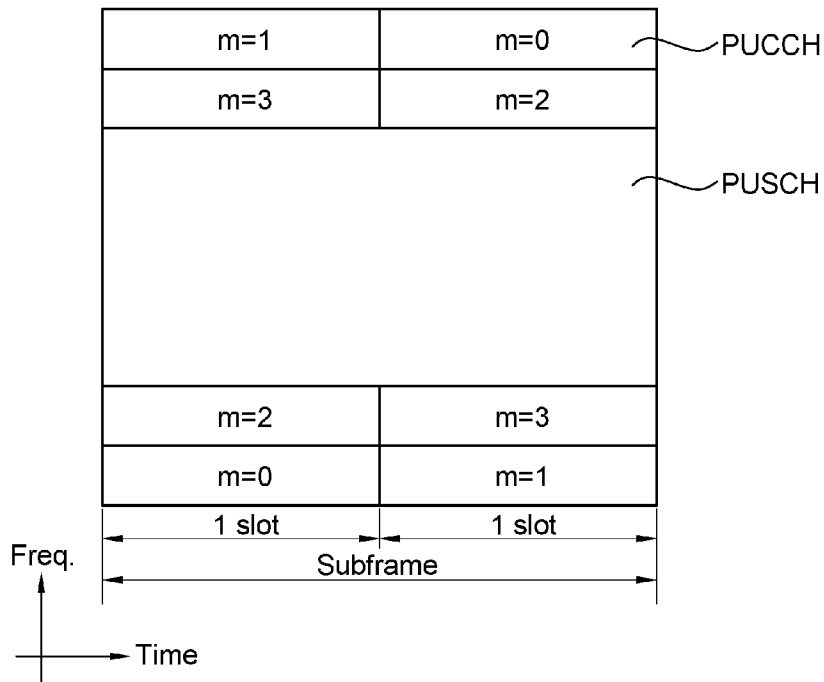 m=1 m=0 PUCCH
m=3 m=2
PUSCH
m=2 m=3
m=0 m=1
1 slot 1 slot
Subframe
Freq.
Time